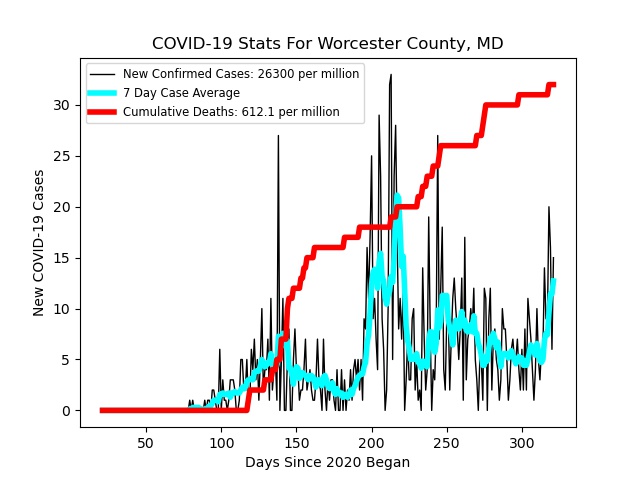 COVID-19 Stats For Worcester County, MD
New Confirmed Cases: 26300 per million
7 Day Case Average
Cumulative Deaths: 612.1 per million
New COVID-19 Cases
30
25
20
15
10
5
0
50 100 150 200 250 300
Days Since 2020 Began